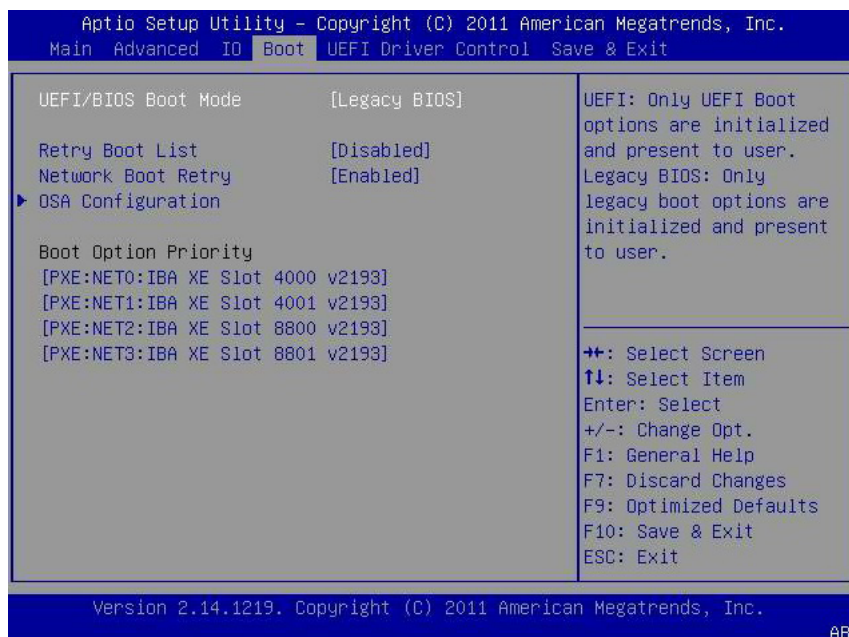 Aptio Setup Utility – Copyright (C) 2011 American Megatrends, Inc.
Main Advanced IO Boot UEFI Driver Control Save & Exit
UEFI/BIOS Boot Mode [Legacy BIOS]
Retry Boot List [Disabled]
Network Boot Retry [Enabled]
OSA Configuration
Boot Option Priority
[PXE:NET0:IBA XE Slot 4000 v2193]
[PXE:NET1:IBA XE Slot 4001 v2193]
[PXE:NET2:IBA XE Slot 8800 v2193]
[PXE:NET3:IBA XE Slot 8801 v2193]
UEFI: Only UEFI Boot
options are initialized
and present to user.
Legacy BIOS: Only
legacy boot options are
initialized and present
to user.
→←: Select Screen
↑↓: Select Item
Enter: Select
+/-: Change Opt.
F1: General Help
F7: Discard Changes
F9: Optimized Defaults
F10: Save & Exit
ESC: Exit
Version 2.14.1219. Copyright (C) 2011 American Megatrends, Inc.